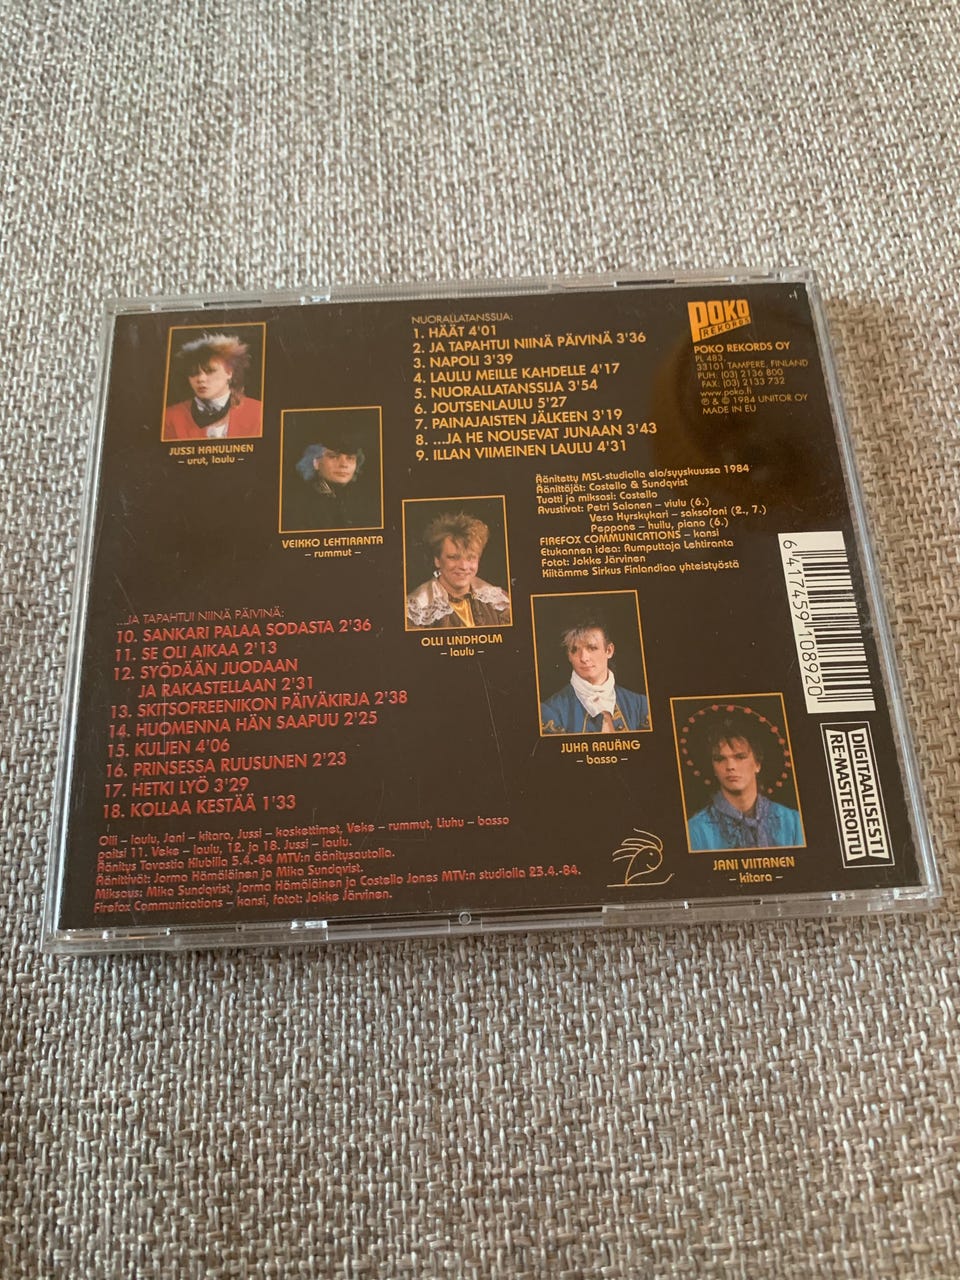 NUORALLATANSSIJA:
1. HÄÄT 4'01
2. JA TAPAHTUI NIINÄ PÄIVINÄ 3'36
3. NAPOLI 3'39
4. LAULU MEILLE KAHDELLE 4'17
5. NUORALLATANSSIJA 3'54
6. JOUTSENLAULU 5'27
7. PAINAJAISTEN JÄLKEEN 3'19
8. ...JA HE NOUSEVAT JUNAAN 3'43
9. ILLAN VIIMEINEN LAULU 4'31
POKO
REKORDS
POKO REKORDS OY
PL 483,
33101 TAMPERE, FINLAND
PUH. (03) 2136 800
FAX: (03) 2133 732
www.poko.fi
℗ & © 1984 UNITOR OY
MADE IN EU
JUSSI HAKULINEN
– urut, laulu –
VEIKKO LEHTIRANTA
– rummut –
OLLI LINDHOLM
– laulu –
JUHA RAUÄNG
– basso –
JANI VIITANEN
– kitara –
Äänitetty MSL-studiolla elo/syyskuussa 1984
Äänittäjät: Costello & Sundqvist
Tuotti ja miksasi: Costello
Avustivat: Petri Salonen – viulu (6.)
Vesa Hyrskykari – saksofoni (2., 7.)
Peppone – huilu, piano (6.)
FIREFOX COMMUNICATIONS – kansi
Etukannen idea: Rumputtaja Lehtiranta
Fotot: Jokke Järvinen
Kiitämme Sirkus Finlandiaa yhteistyöstä
...JA TAPAHTUI NIINÄ PÄIVINÄ:
10. SANKARI PALAA SODASTA 2'36
11. SE OLI AIKAA 2'13
12. SYÖDÄÄN JUODAAN
JA RAKASTELLAAN 2'31
13. SKITSOFREENIKON PÄIVÄKIRJA 2'38
14. HUOMENNA HÄN SAAPUU 2'25
15. KULJEN 4'06
16. PRINSESSA RUUSUNEN 2'23
17. HETKI LYÖ 3'29
18. KOLLAA KESTÄÄ 1'33
Olli – laulu, Jani – kitara, Jussi – koskettimet, Veke – rummut, Liuhu – basso
paitsi 11. Veke – laulu, 12. ja 18. Jussi – laulu.
Äänitys Tavastia Klubilla 5.4.-84 MTV:n äänitysautolla.
Äänittivät: Jorma Hämäläinen ja Mika Sundqvist.
Miksaus: Mika Sundqvist, Jorma Hämäläinen ja Costello Jones MTV:n studiolla 23.4.-84.
Firefox Communications – kansi, fotot: Jokke Järvinen.
6 417459 108920
DIGITAALISESTI
RE-MASTEROITU